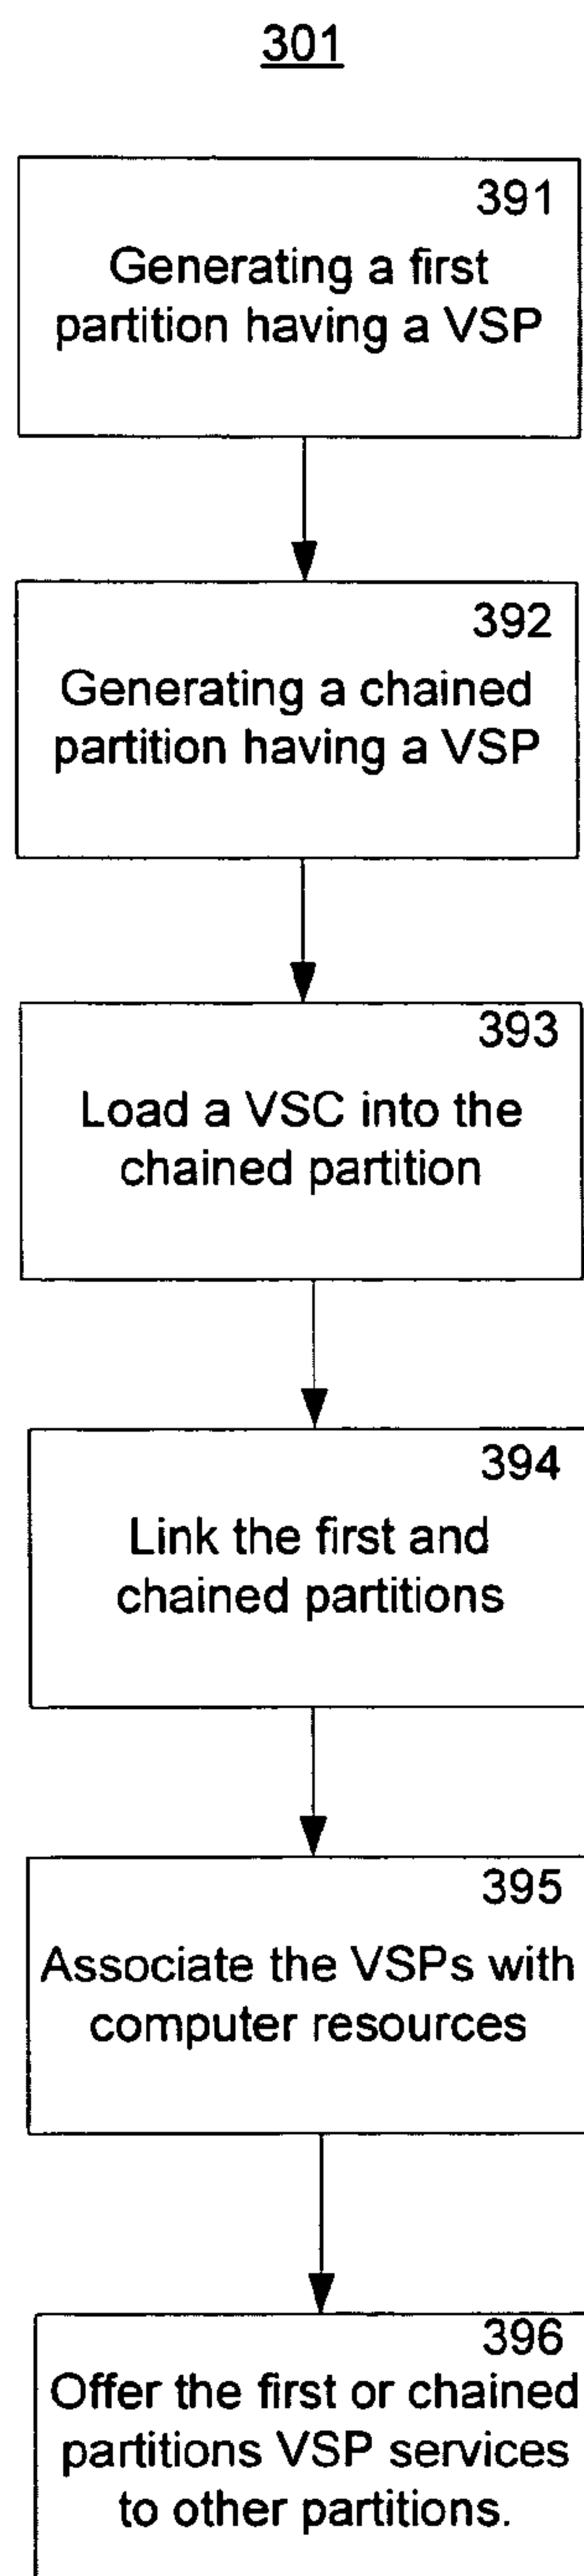 301
391
Generating a first
partition having a VSP
392
Generating a chained
partition having a VSP
393
Load a VSC into the
chained partition
394
Link the first and
chained partitions
395
Associate the VSPs with
computer resources
396
Offer the first or chained
partitions VSP services
to other partitions.